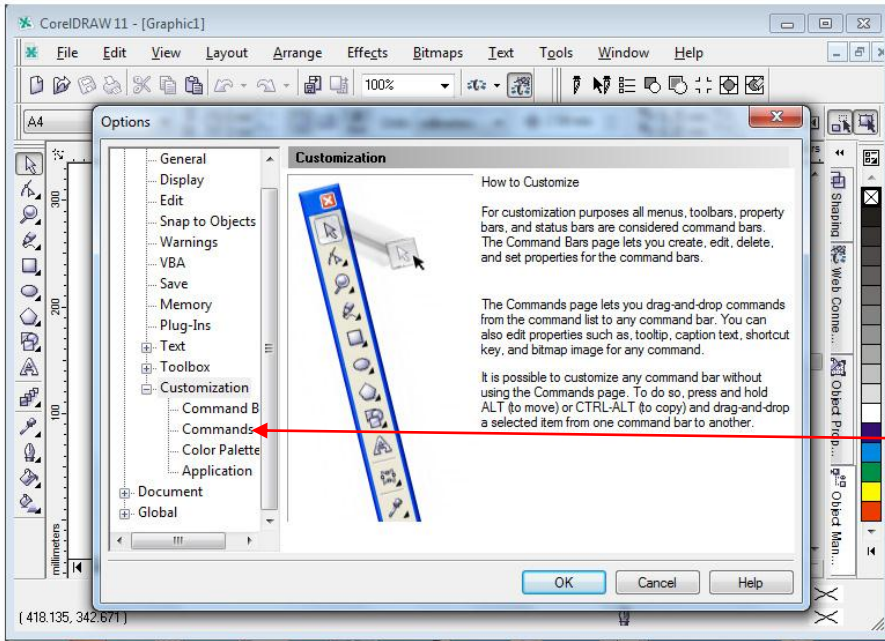 CorelDRAW 11 - [Graphic1]
File Edit View Layout Arrange Effects Bitmaps Text Tools Window Help
100%
A4
Options
General
Display
Edit
Snap to Objects
Warnings
VBA
Save
Memory
Plug-Ins
Text
Toolbox
Customization
Command B
Commands
Color Palette
Application
Document
Global
Customization
How to Customize
For customization purposes all menus, toolbars, property
bars, and status bars are considered command bars.
The Command Bars page lets you create, edit, delete,
and set properties for the command bars.
The Commands page lets you drag-and-drop commands
from the command list to any command bar. You can
also edit properties such as, tooltip, caption text, shortcut
key, and bitmap image for any command.
It is possible to customize any command bar without
using the Commands page. To do so, press and hold
ALT (to move) or CTRL-ALT (to copy) and drag-and-drop
a selected item from one command bar to another.
OK Cancel Help
300
200
100
millimeters
Shaping
Web Conne...
Object Prop...
Object Man...
(418.135, 342.671)